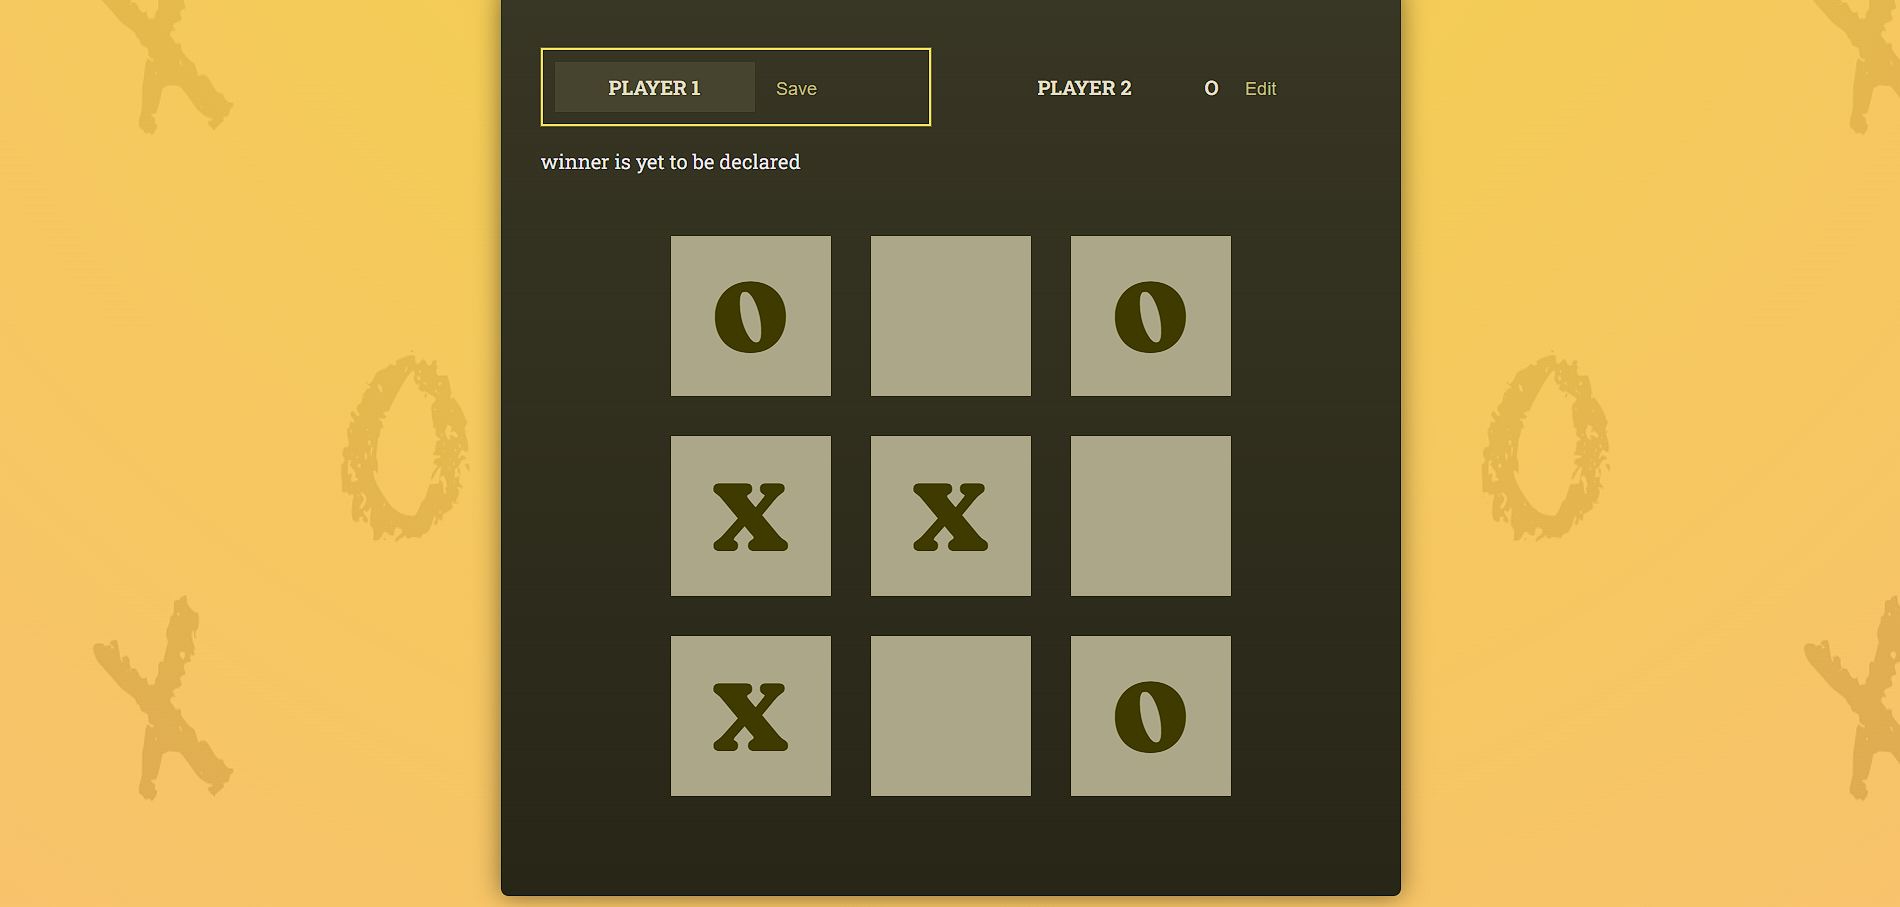 PLAYER 1 Save PLAYER 2 O Edit
winner is yet to be declared
O O
X X
X O